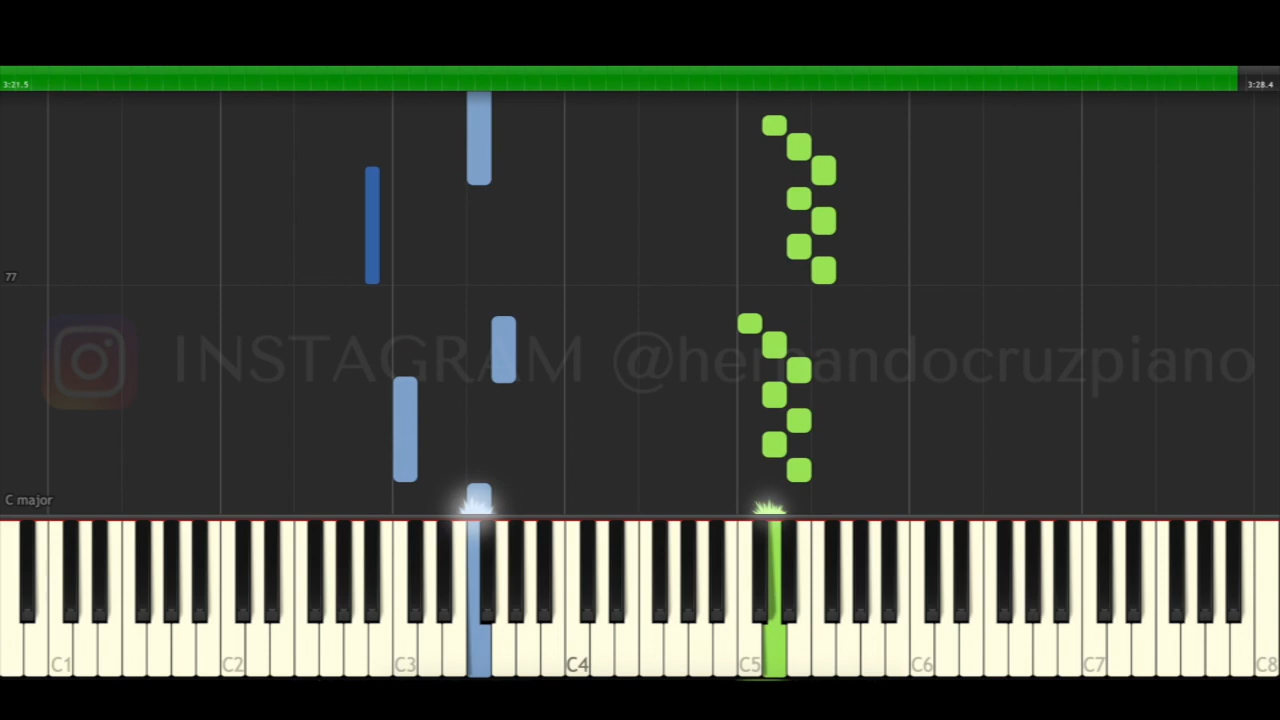 3:21.5
3:28.4
77
INSTAGRAM @hernandocruzpiano
C major
C1 C2 C3 C4 C5 C6 C7 C8